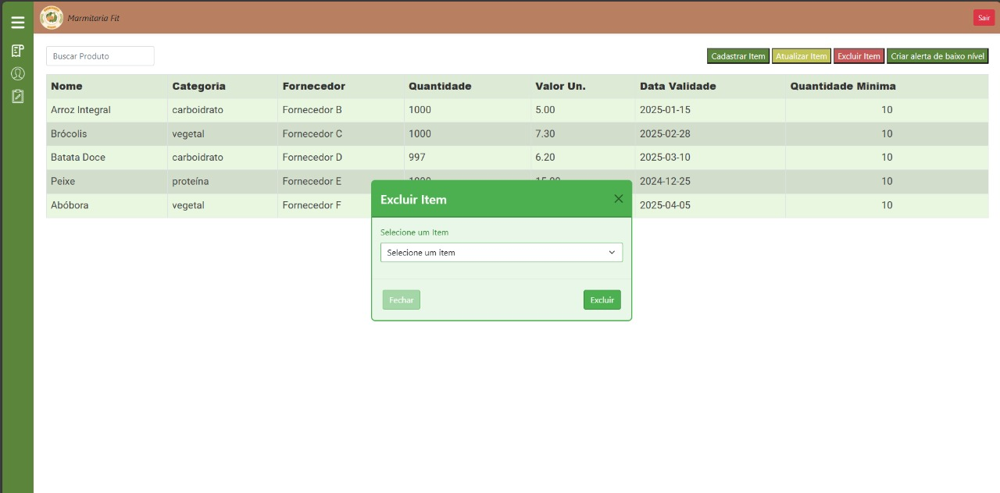 Marmitaria Fit
Sair
Buscar Produto
Cadastrar Item Atualizar Item Excluir Item Criar alerta de baixo nível
Nome Categoria Fornecedor Quantidade Valor Un. Data Validade Quantidade Minima
Arroz Integral carboidrato Fornecedor B 1000 5.00 2025-01-15 10
Brócolis vegetal Fornecedor C 1000 7.30 2025-02-28 10
Batata Doce carboidrato Fornecedor D 997 6.20 2025-03-10 10
Peixe proteína Fornecedor E 2024-12-25 10
Abóbora vegetal Fornecedor F 2025-04-05 10
Excluir Item
Selecione um Item
Selecione um item
Fechar Excluir